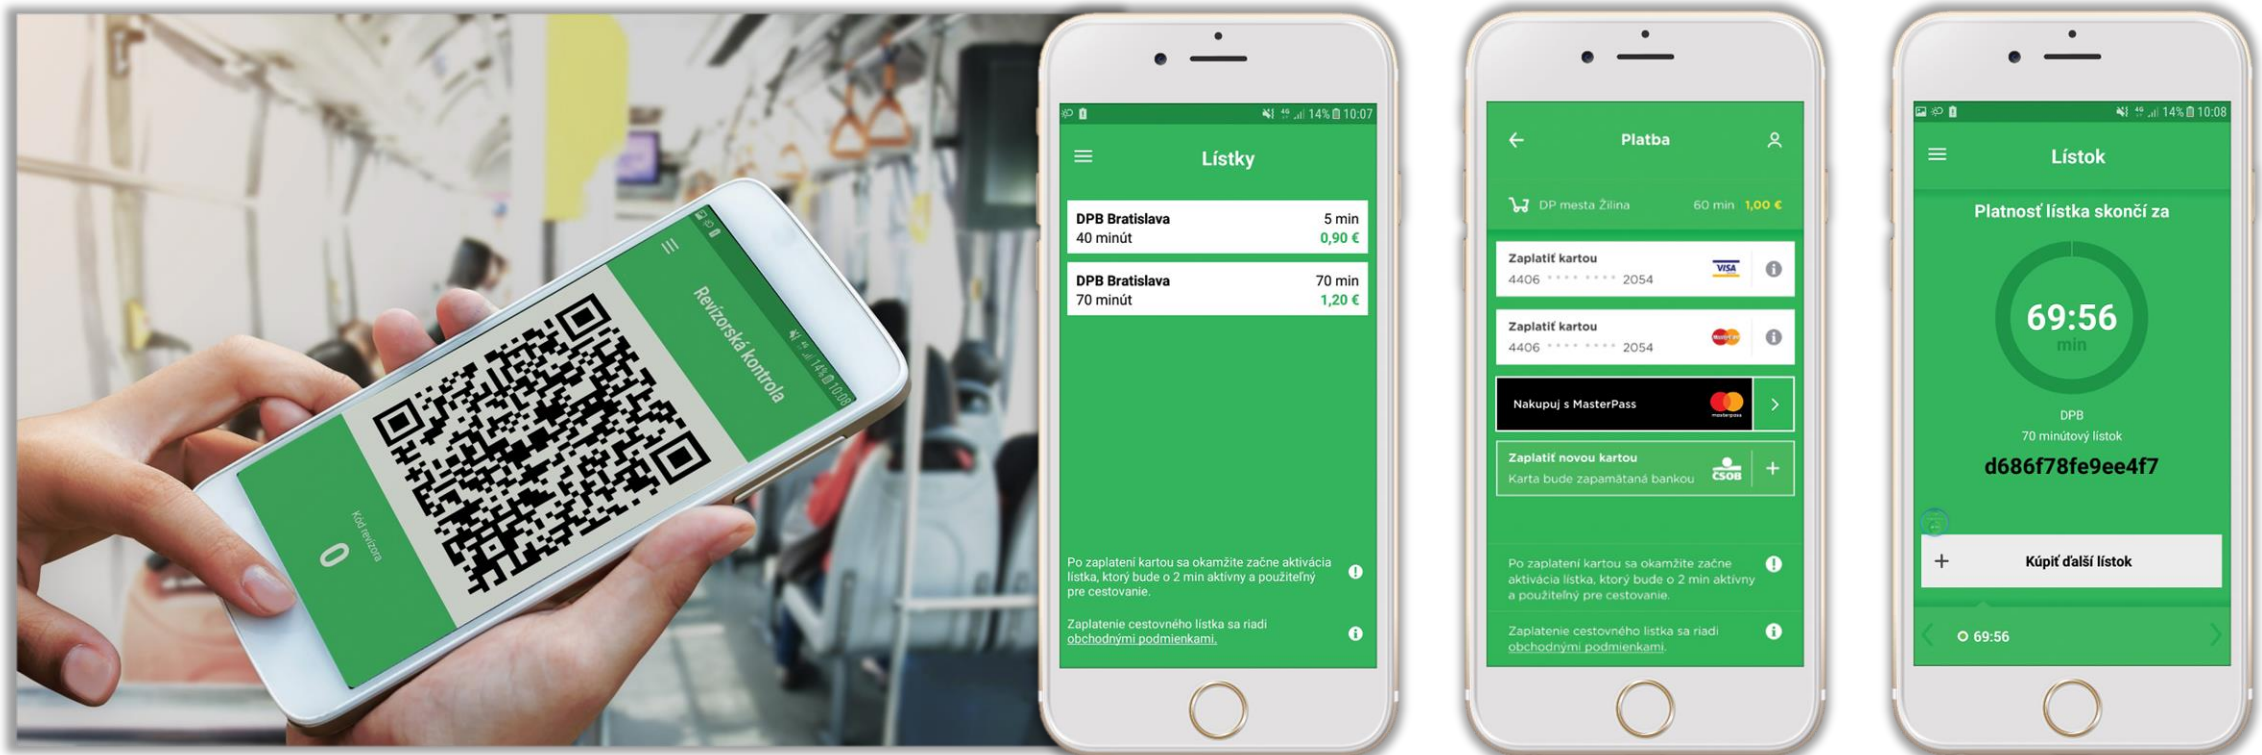 Revízorská kontrola
14% 10:08
Kód revízora
0
14% 10:07
Lístky
DPB Bratislava 5 min
40 minút 0,90 €
DPB Bratislava 70 min
70 minút 1,20 €
Po zaplatení kartou sa okamžite začne aktivácia
lístka, ktorý bude o 2 min aktívny a použiteľný
pre cestovanie.
Zaplatenie cestovného lístka sa riadi
obchodnými podmienkami.
Platba
DP mesta Žilina 60 min 1,00 €
Zaplatiť kartou
VISA
4406 **** **** 2054
Zaplatiť kartou
MasterCard
4406 **** **** 2054
Nakupuj s MasterPass
masterpass
Zaplatiť novou kartou
Karta bude zapamätaná bankou
ČSOB
Po zaplatení kartou sa okamžite začne
aktivácia lístka, ktorý bude o 2 min aktívny
a použiteľný pre cestovanie.
Zaplatenie cestovného lístka sa riadi
obchodnými podmienkami.
4G 14% 10:08
Lístok
Platnosť lístka skončí za
69:56
min
DPB
70 minútový lístok
d686f78fe9ee4f7
+ Kúpiť ďalší lístok
69:56